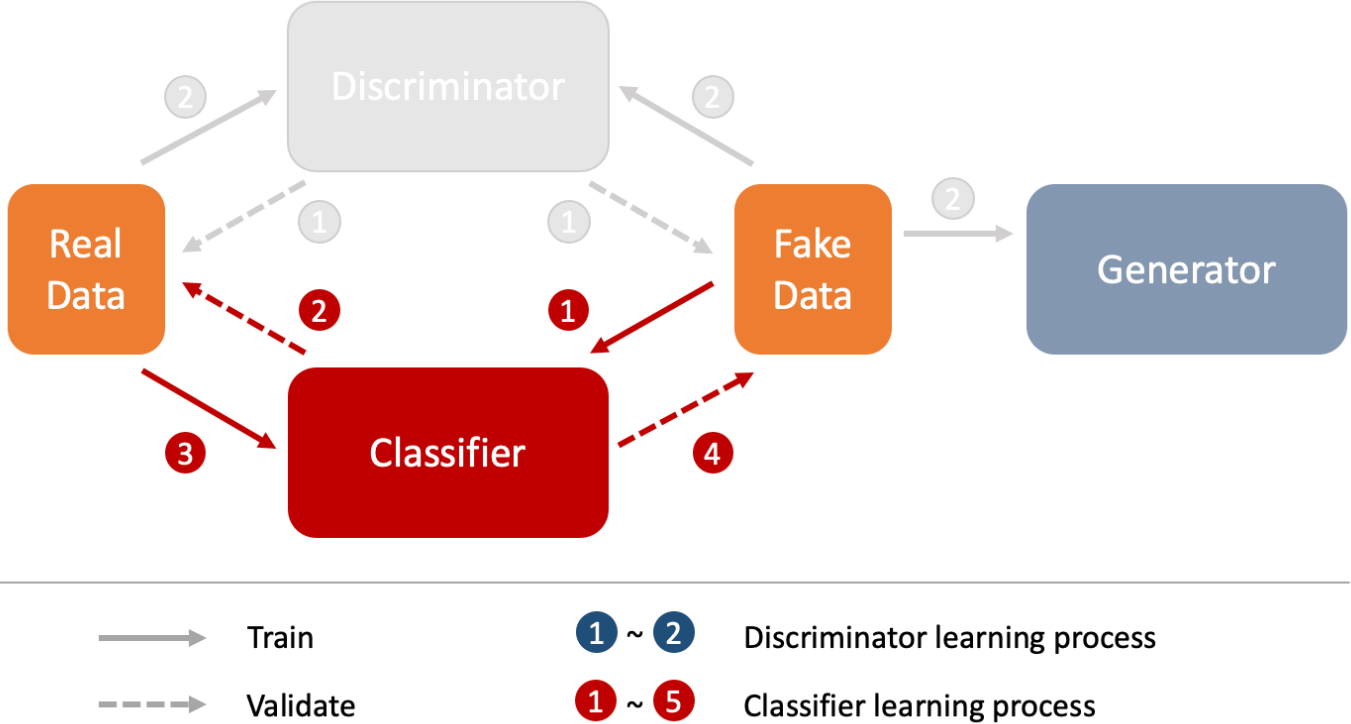 Discriminator
2
2
1
1
2
Real
Data
Fake
Data
Generator
2
1
Classifier
3
4
Train
1 ~ 2 Discriminator learning process
Validate
1 ~ 5 Classifier learning process